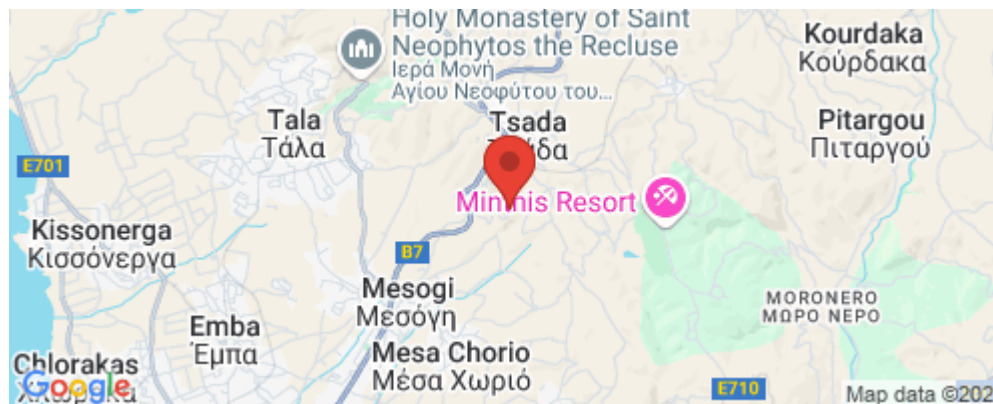 Holy Monastery of Saint
Neophytos the Recluse
Ιερά Μονή
Αγίου Νεοφύτου του...
Kourdaka
Κούρδακα
Tala
Τάλα
Tsada
Pitargou
Πιταργού
E701
Resort
Kissonerga
Κισσόνεργα
B7
Mesogi
Μεσόγη
MORONERO
ΜΩΡΟ ΝΕΡΟ
Emba
Έμπα
Mesa Chorio
Μέσα Χωριό
Chlorakas
Google
E710
Map data ©202